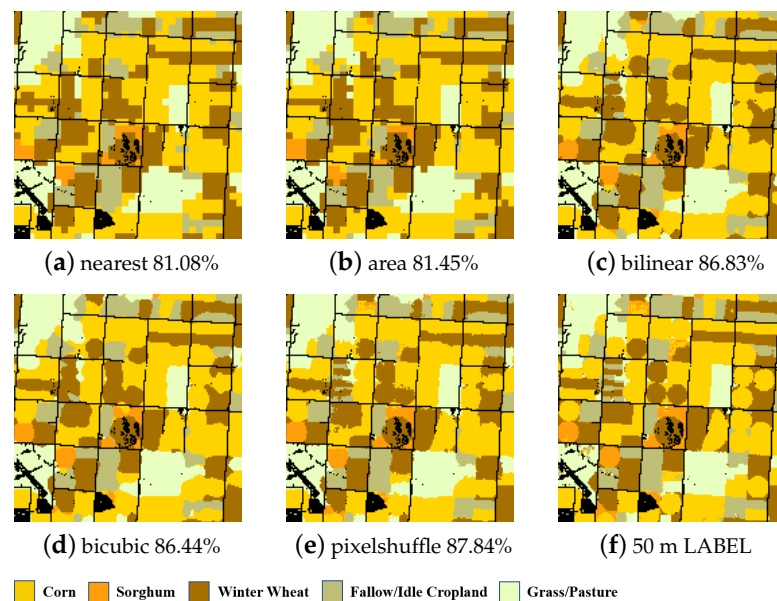 (a) nearest 81.08%
(b) area 81.45%
(c) bilinear 86.83%
(d) bicubic 86.44%
(e) pixelshuffle 87.84%
(f) 50 m LABEL
Corn Sorghum Winter Wheat Fallow/Idle Cropland Grass/Pasture